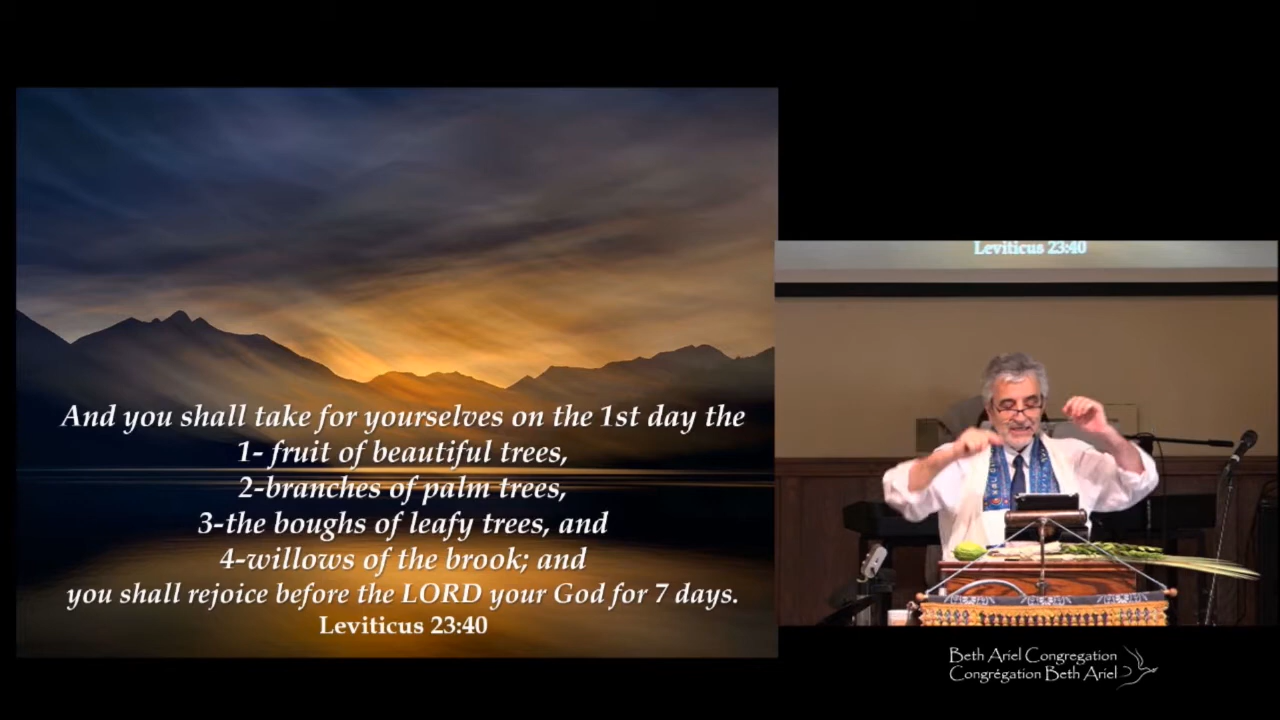 And you shall take for yourselves on the 1st day the
1- fruit of beautiful trees,
2-branches of palm trees,
3-the boughs of leafy trees, and
4-willows of the brook; and
you shall rejoice before the LORD your God for 7 days.
Leviticus 23:40
Leviticus 23:40
Beth Ariel Congregation
Congrégation Beth Ariel